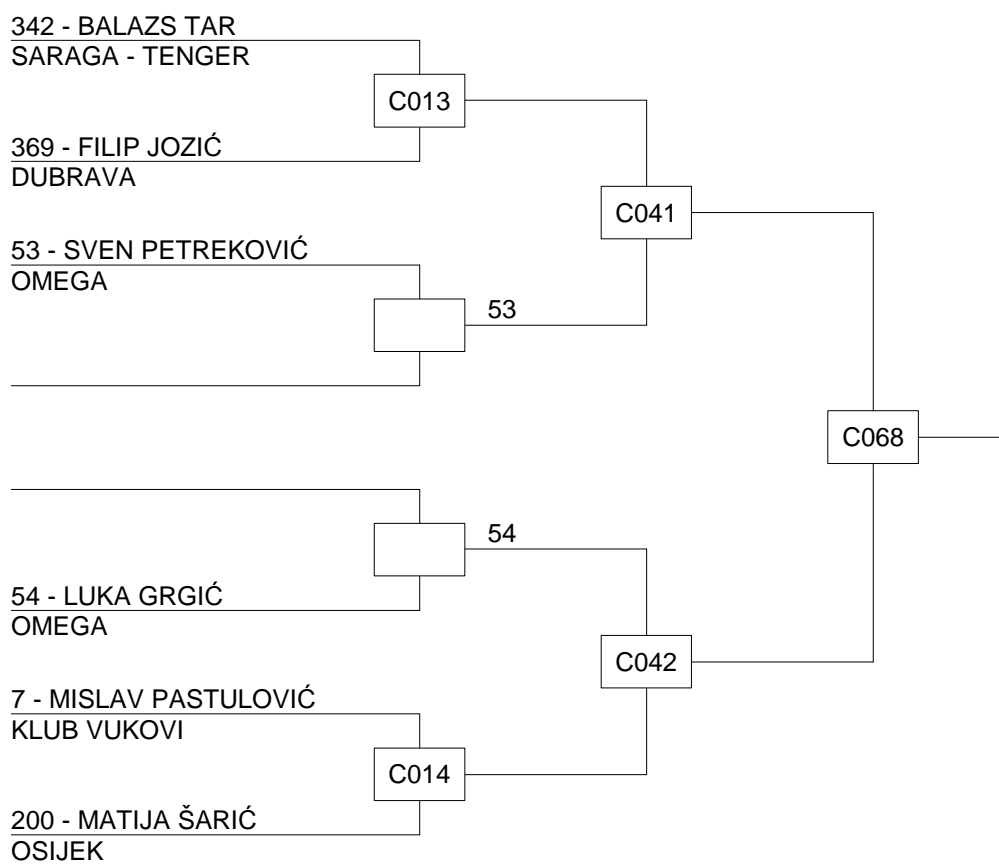 342 - BALAZS TAR
SARAGA - TENGER
C013
369 - FILIP JOZIĆ
DUBRAVA
C041
53 - SVEN PETREKOVIĆ
OMEGA
53
C068
54
54 - LUKA GRGIĆ
OMEGA
C042
7 - MISLAV PASTULOVIĆ
KLUB VUKOVI
C014
200 - MATIJA ŠARIĆ
OSIJEK